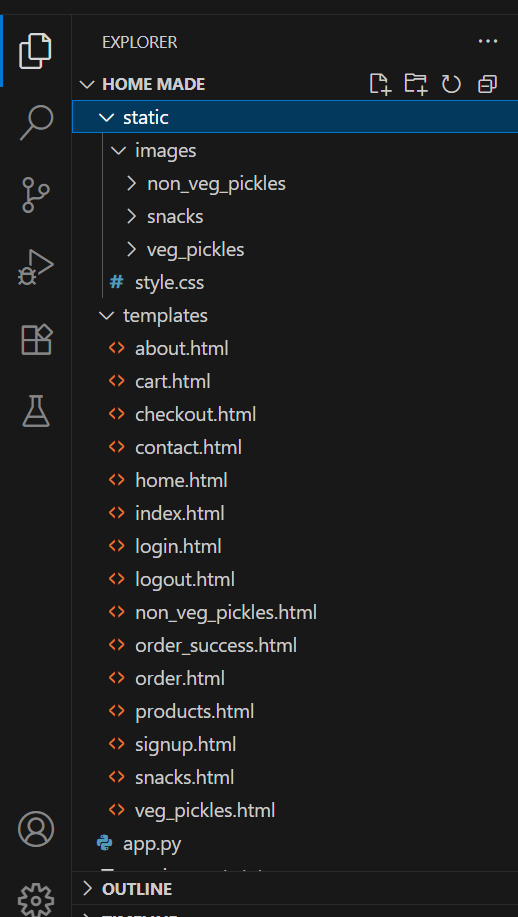 EXPLORER
HOME MADE
static
images
non_veg_pickles
snacks
veg_pickles
# style.css
templates
<> about.html
<> cart.html
<> checkout.html
<> contact.html
<> home.html
<> index.html
<> login.html
<> logout.html
<> non_veg_pickles.html
<> order_success.html
<> order.html
<> products.html
<> signup.html
<> snacks.html
<> veg_pickles.html
app.py
OUTLINE
TIMELINE